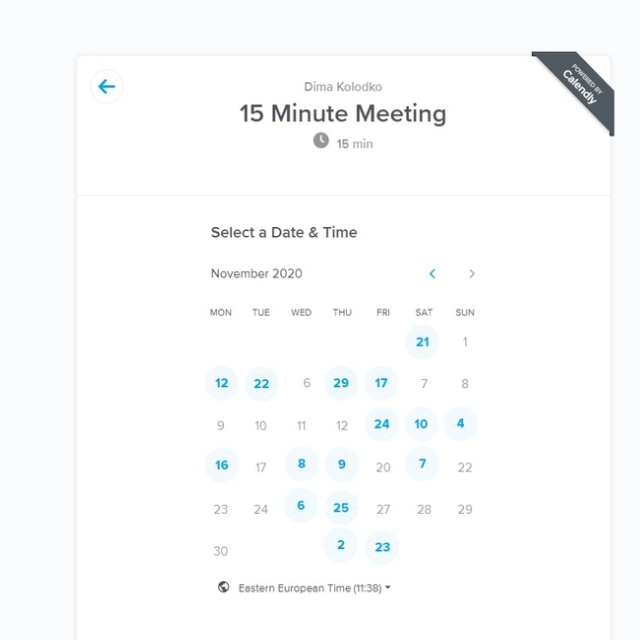 POWERED BY
Calendly
Dima Kolodko
15 Minute Meeting
15 min
Select a Date & Time
November 2020
MON TUE WED THU FRI SAT SUN
21 1
12 22 6 29 17 7 8
9 10 11 12 24 10 4
16 17 8 9 20 7 22
23 24 6 25 27 28 29
30 2 23
Eastern European Time (11:38)